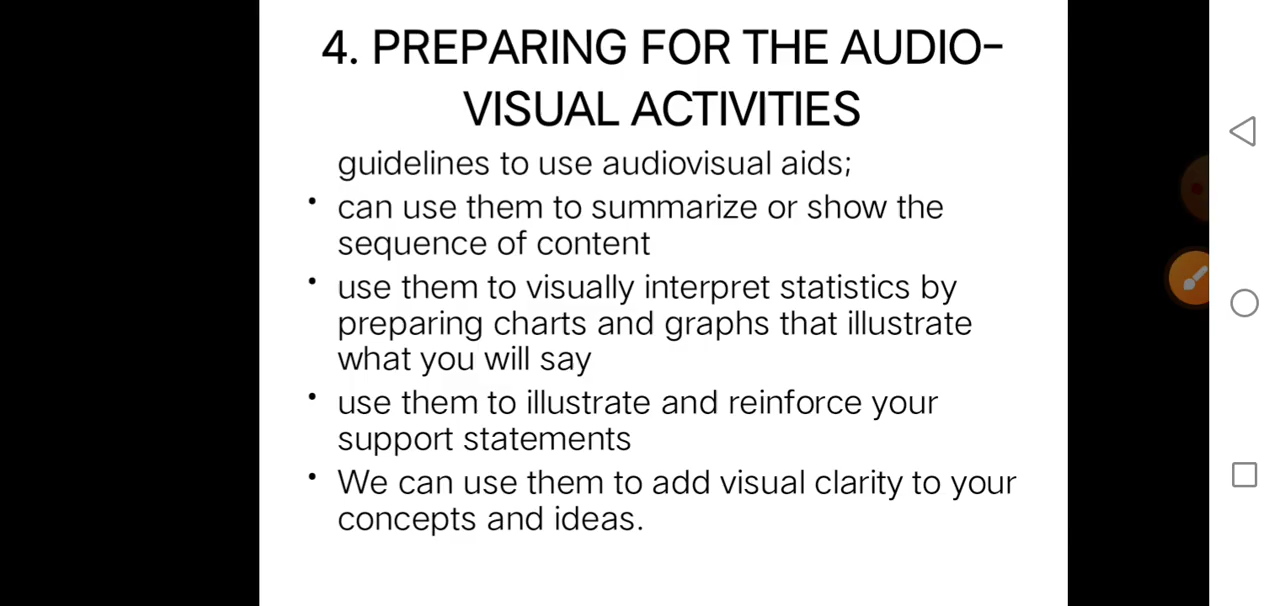 4. PREPARING FOR THE AUDIO-
VISUAL ACTIVITIES
guidelines to use audiovisual aids;
• can use them to summarize or show the
sequence of content
• use them to visually interpret statistics by
preparing charts and graphs that illustrate
what you will say
• use them to illustrate and reinforce your
support statements
• We can use them to add visual clarity to your
concepts and ideas.